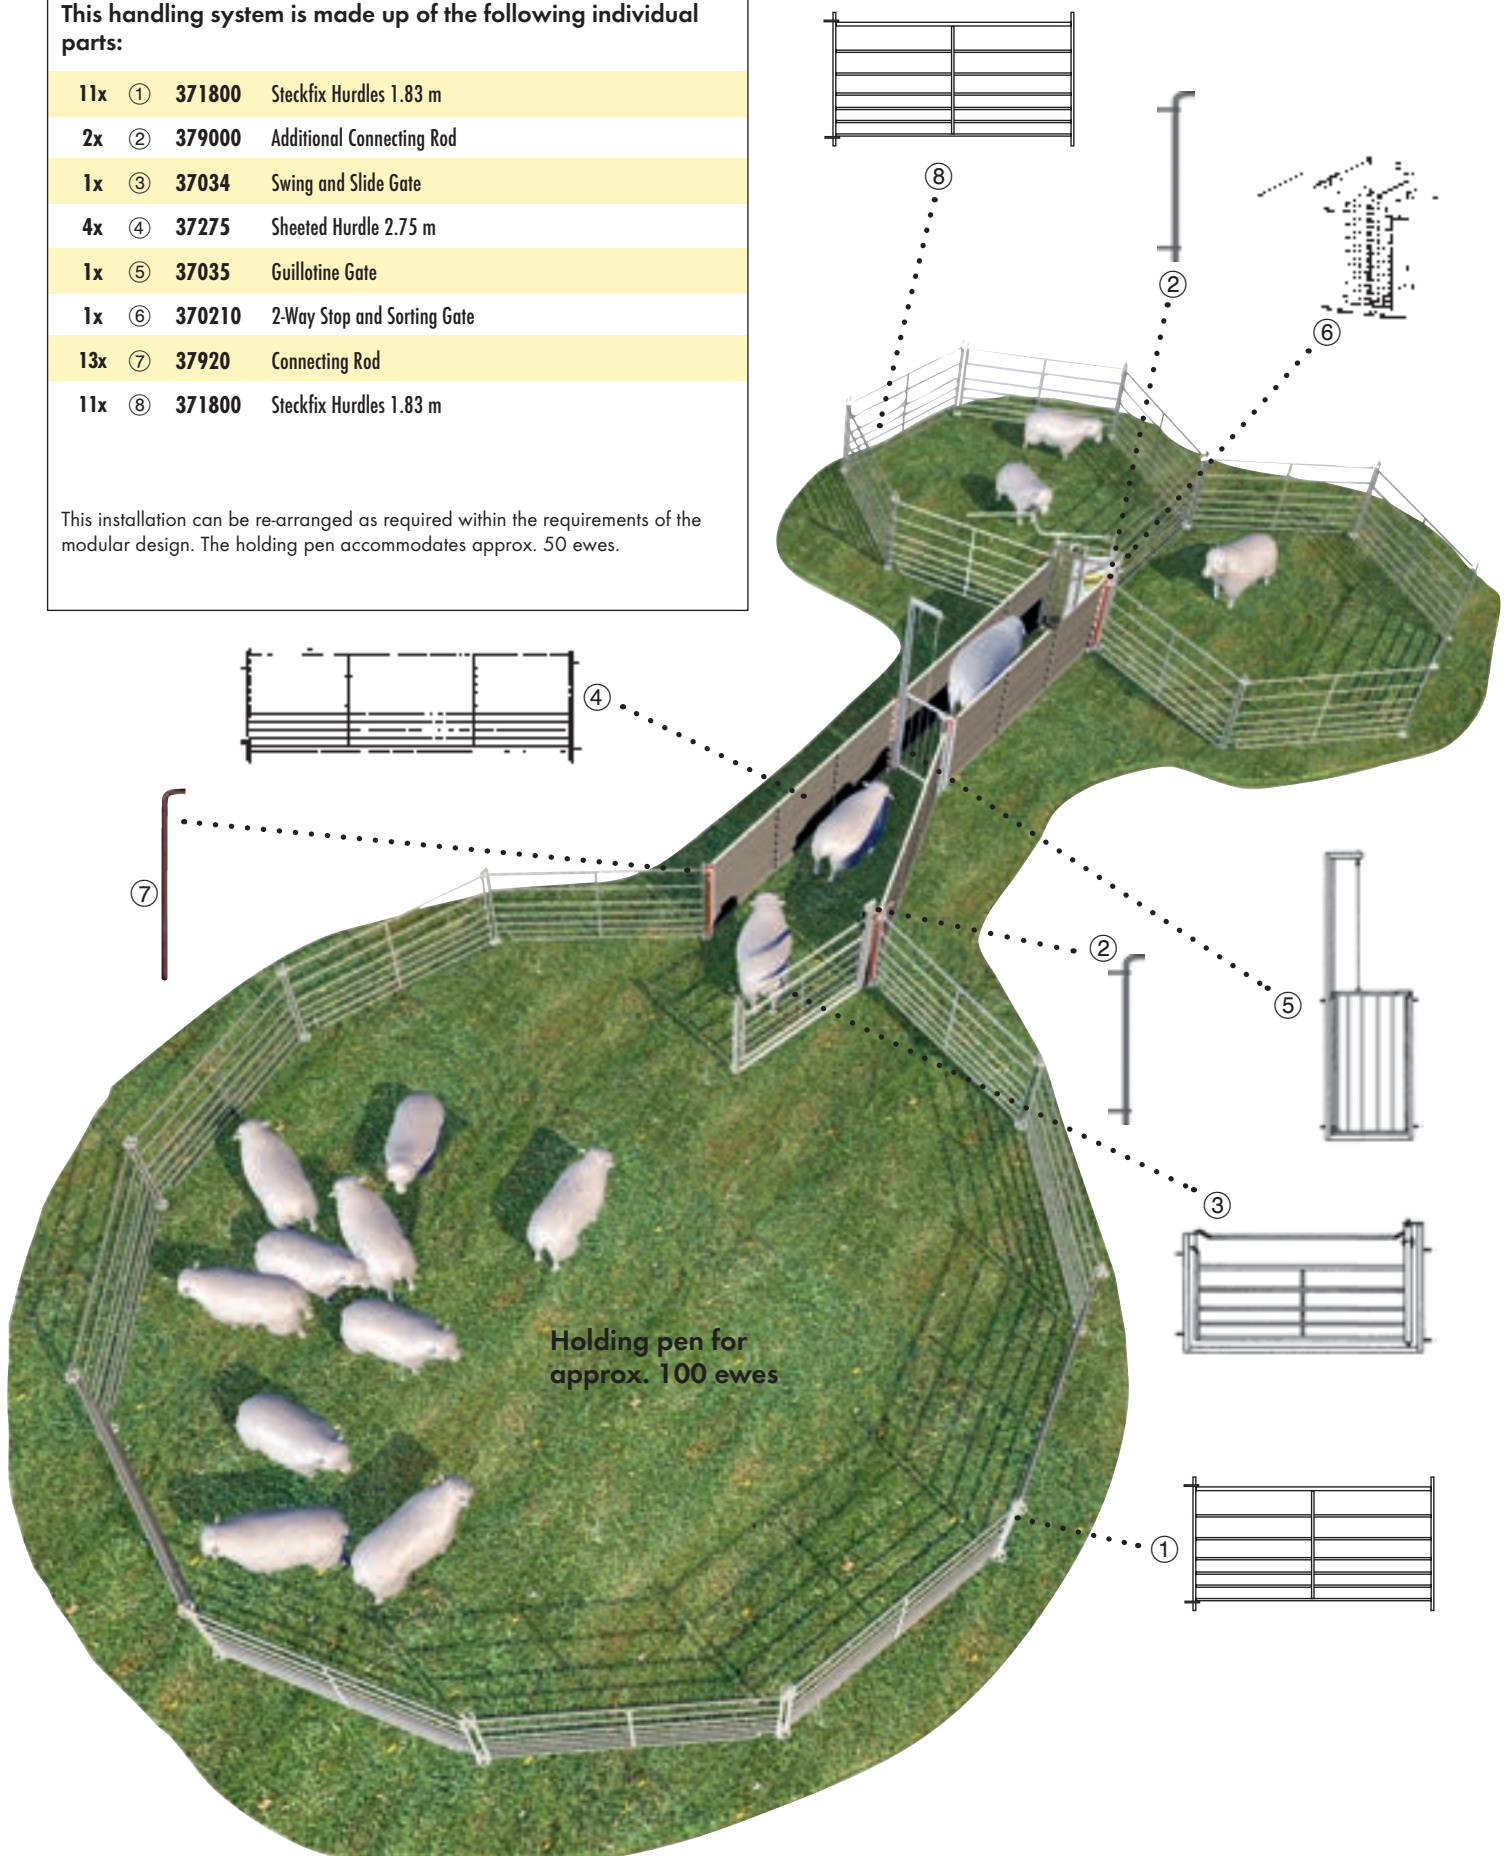 This handling system is made up of the following individual
parts:
11x ① 371800 Steckfix Hurdles 1.83 m
2x ② 379000 Additional Connecting Rod
1x ③ 37034 Swing and Slide Gate
4x ④ 37275 Sheeted Hurdle 2.75 m
1x ⑤ 37035 Guillotine Gate
1x ⑥ 370210 2-Way Stop and Sorting Gate
13x ⑦ 37920 Connecting Rod
11x ⑧ 371800 Steckfix Hurdles 1.83 m
This installation can be re-arranged as required within the requirements of the
modular design. The holding pen accommodates approx. 50 ewes.
⑧
②
⑥
④
⑦
②
⑤
③
Holding pen for
approx. 100 ewes
①